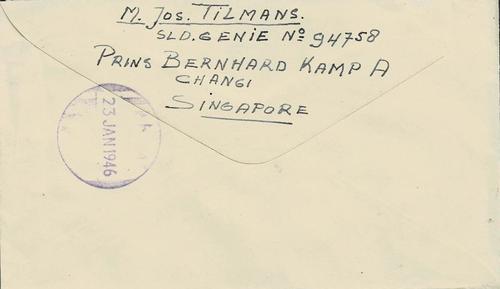 M. Jos. TILMANS.
SLD. GENIE Nº 94758
PRINS BERNHARD KAMP A
CHANGI
SINGAPORE
23 JAN 1946